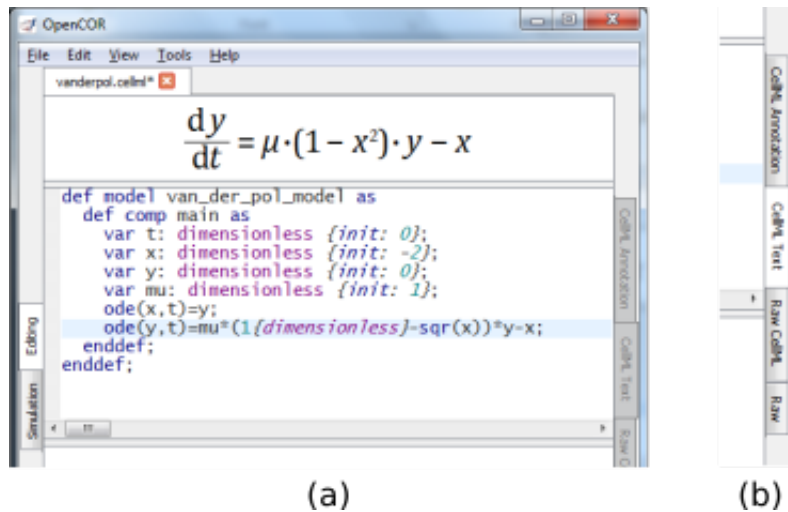 OpenCOR
File Edit View Tools Help
vanderpol.cellml*
dy/dt = μ·(1 − x²)·y − x
def model van_der_pol_model as
def comp main as
var t: dimensionless {init: 0};
var x: dimensionless {init: -2};
var y: dimensionless {init: 0};
var mu: dimensionless {init: 1};
ode(x,t)=y;
ode(y,t)=mu*(1{dimensionless}-sqr(x))*y-x;
enddef;
enddef;
Editing
Simulation
CellML Annotation
CellML Text
Raw C
(a)
CellML Annotation
CellML Text
Raw CellML
Raw
(b)